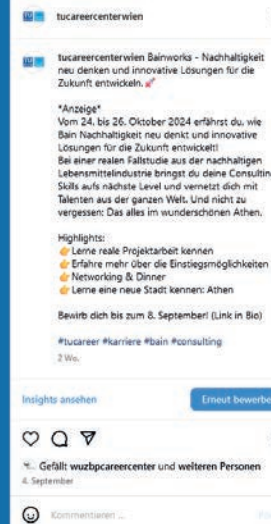 tucareercenterwien
tucareercenterwien Bainworks - Nachhaltigkeit
neu denken und innovative Lösungen für die
Zukunft entwickeln.
*Anzeige*
Vom 24. bis 26. Oktober 2024 erfährst du, wie
Bain Nachhaltigkeit neu denkt und innovative
Lösungen für die Zukunft entwickelt!
Bei einer realen Fallstudie aus der nachhaltigen
Lebensmittelindustrie bringst du deine Consultin
Skills aufs nächste Level und vernetzt dich mit
Talenten aus der ganzen Welt. Und nicht zu
vergessen: Das alles im wunderschönen Athen.
Highlights:
👉 Lerne reale Projektarbeit kennen
👉 Erfahre mehr über die Einstiegsmöglichkeiten
👉 Networking & Dinner
👉 Lerne eine neue Stadt kennen: Athen
Bewirb dich bis zum 8. September! (Link in Bio)
#tucareer #karriere #bain #consulting
2 Wo.
Insights ansehen Erneut bewerbe
Gefällt wuzbpcareercenter und weiteren Personen
4. September
Kommentieren ...